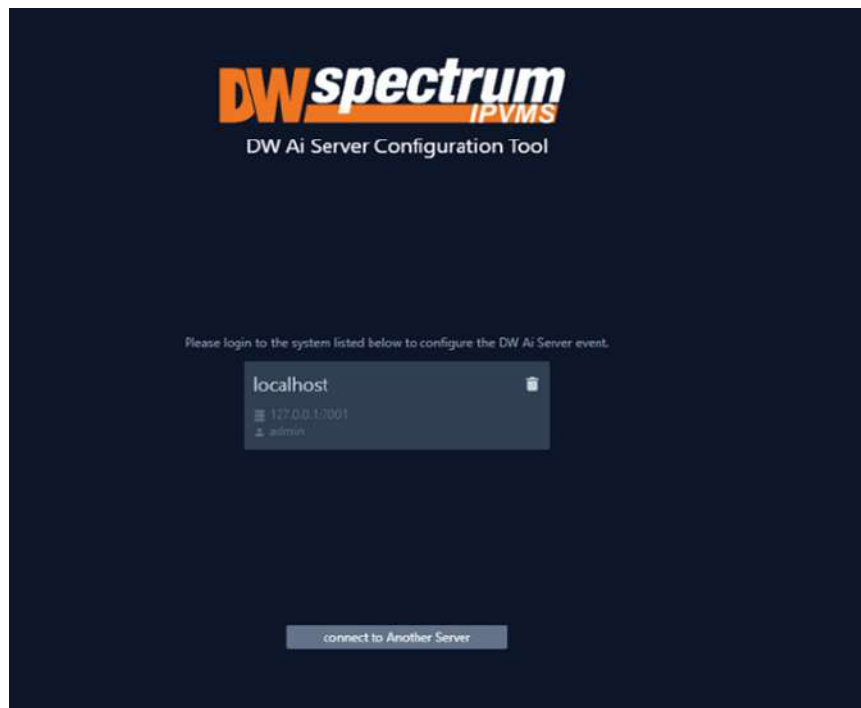 DW spectrum
IPVMS
DW Ai Server Configuration Tool
Please login to the system listed below to configure the DW Ai Server event.
localhost
127.0.0.1:7001
admin
connect to Another Server